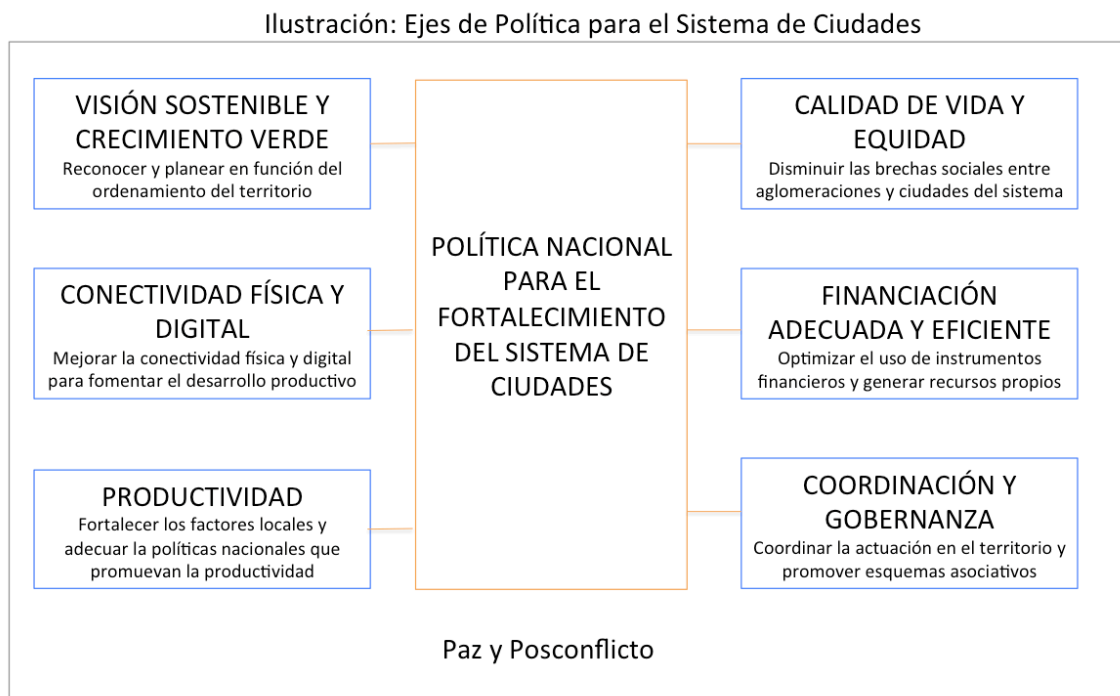 Ilustración: Ejes de Política para el Sistema de Ciudades
VISIÓN SOSTENIBLE Y
CRECIMIENTO VERDE
Reconocer y planear en función del
ordenamiento del territorio
CONECTIVIDAD FÍSICA Y
DIGITAL
Mejorar la conectividad física y digital
para fomentar el desarrollo productivo
PRODUCTIVIDAD
Fortalecer los factores locales y
adecuar la políticas nacionales que
promuevan la productividad
POLÍTICA NACIONAL
PARA EL
FORTALECIMIENTO
DEL SISTEMA DE
CIUDADES
CALIDAD DE VIDA Y
EQUIDAD
Disminuir las brechas sociales entre
aglomeraciones y ciudades del sistema
FINANCIACIÓN
ADECUADA Y EFICIENTE
Optimizar el uso de instrumentos
financieros y generar recursos propios
COORDINACIÓN Y
GOBERNANZA
Coordinar la actuación en el territorio y
promover esquemas asociativos
Paz y Posconflicto